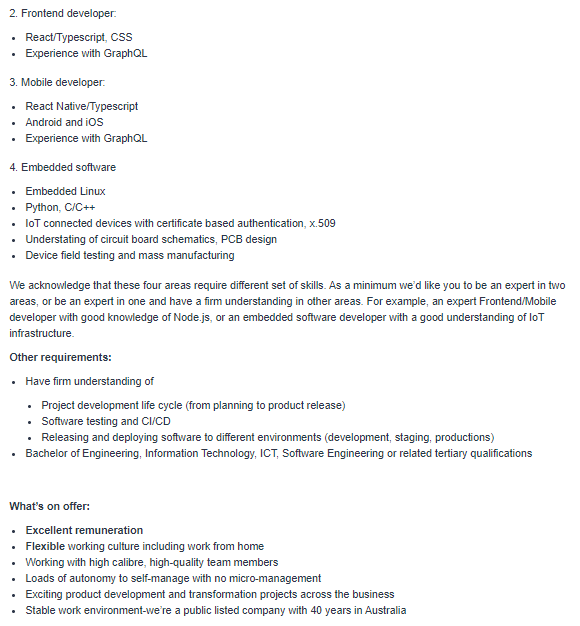 2. Frontend developer:
• React/Typescript, CSS
• Experience with GraphQL
3. Mobile developer:
• React Native/Typescript
• Android and iOS
• Experience with GraphQL
4. Embedded software
• Embedded Linux
• Python, C/C++
• IoT connected devices with certificate based authentication, x.509
• Understating of circuit board schematics, PCB design
• Device field testing and mass manufacturing
We acknowledge that these four areas require different set of skills. As a minimum we'd like you to be an expert in two
areas, or be an expert in one and have a firm understanding in other areas. For example, an expert Frontend/Mobile
developer with good knowledge of Node.js, or an embedded software developer with a good understanding of IoT
infrastructure.
Other requirements:
• Have firm understanding of
• Project development life cycle (from planning to product release)
• Software testing and CI/CD
• Releasing and deploying software to different environments (development, staging, productions)
• Bachelor of Engineering, Information Technology, ICT, Software Engineering or related tertiary qualifications
What's on offer:
• Excellent remuneration
• Flexible working culture including work from home
• Working with high calibre, high-quality team members
• Loads of autonomy to self-manage with no micro-management
• Exciting product development and transformation projects across the business
• Stable work environment-we're a public listed company with 40 years in Australia